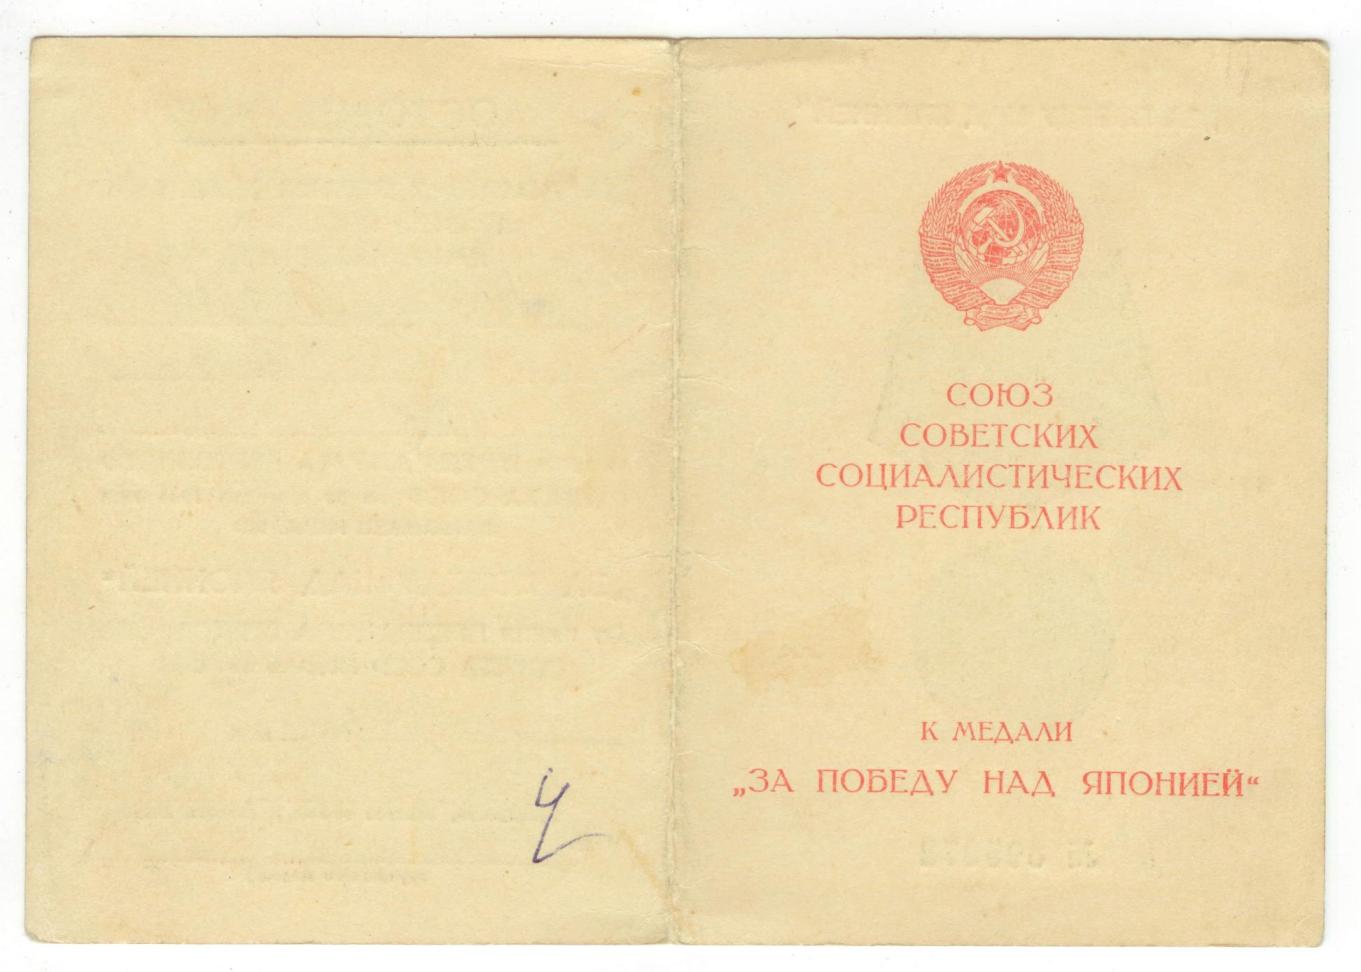 СОЮЗ
СОВЕТСКИХ
СОЦИАЛИСТИЧЕСКИХ
РЕСПУБЛИК
К МЕДАЛИ
„ЗА ПОБЕДУ НАД ЯПОНИЕЙ“